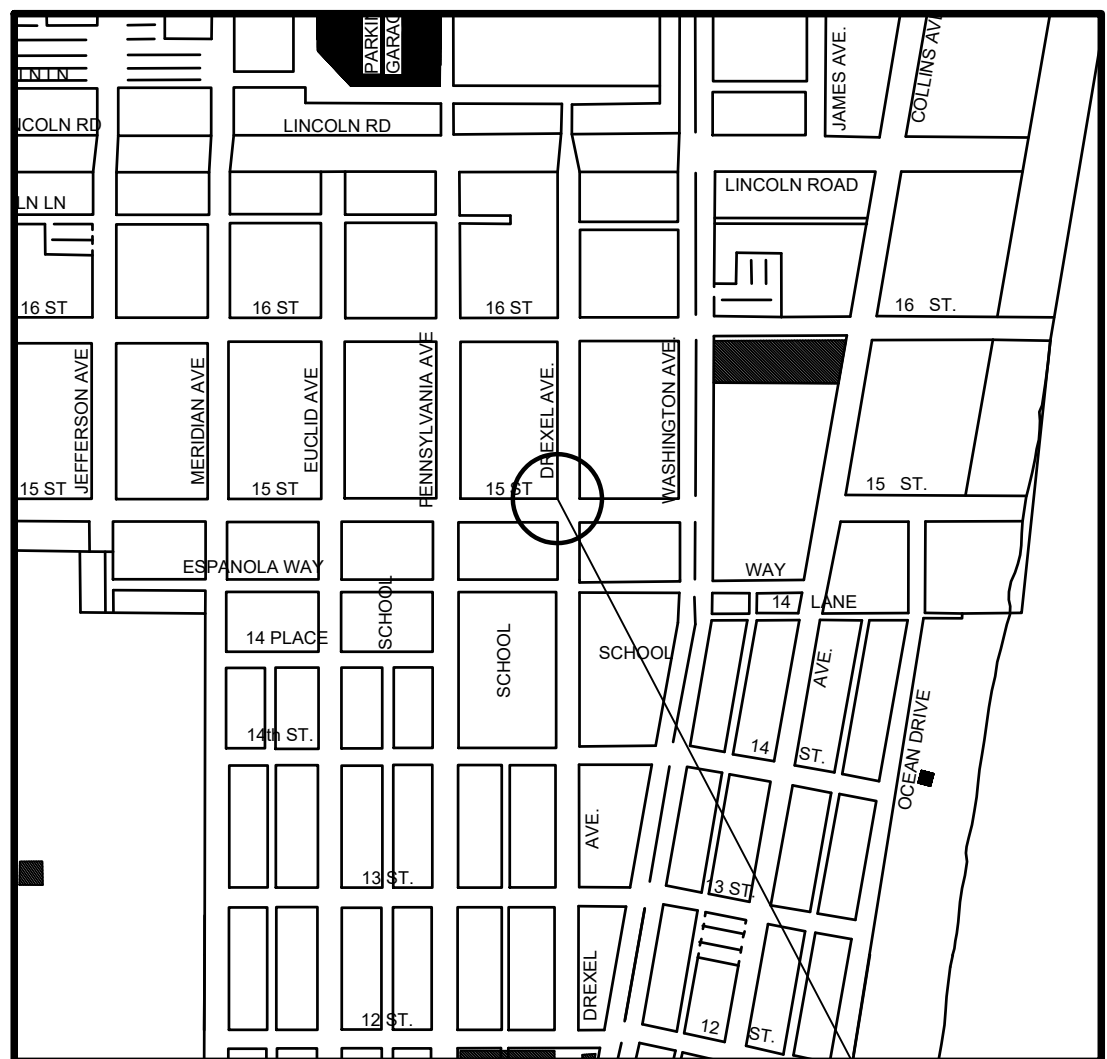 PARKI
GARAG
JAMES AVE.
COLLINS AV
NCOLN RD
LINCOLN RD
LINCOLN ROAD
LN LN
16 ST
16 ST
16 ST
16 ST.
JEFFERSON AVE
MERIDIAN AVE
EUCLID AVE
PENNSYLVANIA AVE
DREXEL AVE.
WASHINGTON AVE.
15 ST
15 ST
15 ST
15 ST.
ESPANOLA WAY
WAY
14 LANE
14 PLACE
SCHOOL
SCHOOL
SCHOOL
AVE.
OCEAN DRIVE
14th ST.
14 ST.
AVE.
13 ST.
13 ST.
DREXEL
12 ST.
12 ST.